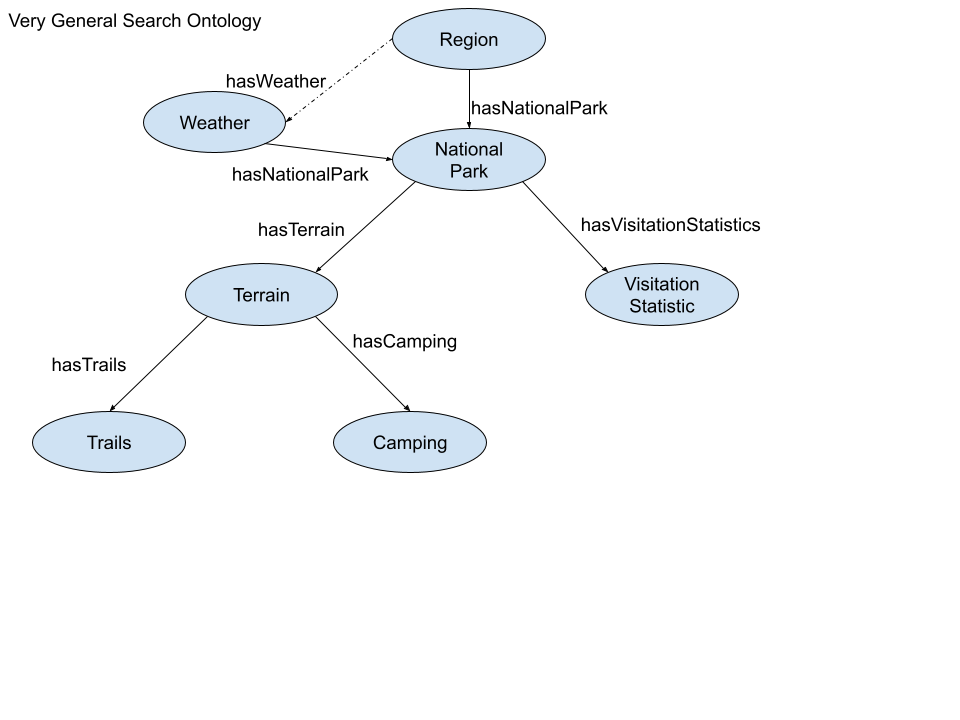 Very General Search Ontology
Region
hasWeather
hasNationalPark
Weather
National
Park
hasNationalPark
hasTerrain
hasVisitationStatistics
Terrain
Visitation
Statistic
hasCamping
hasTrails
Trails
Camping